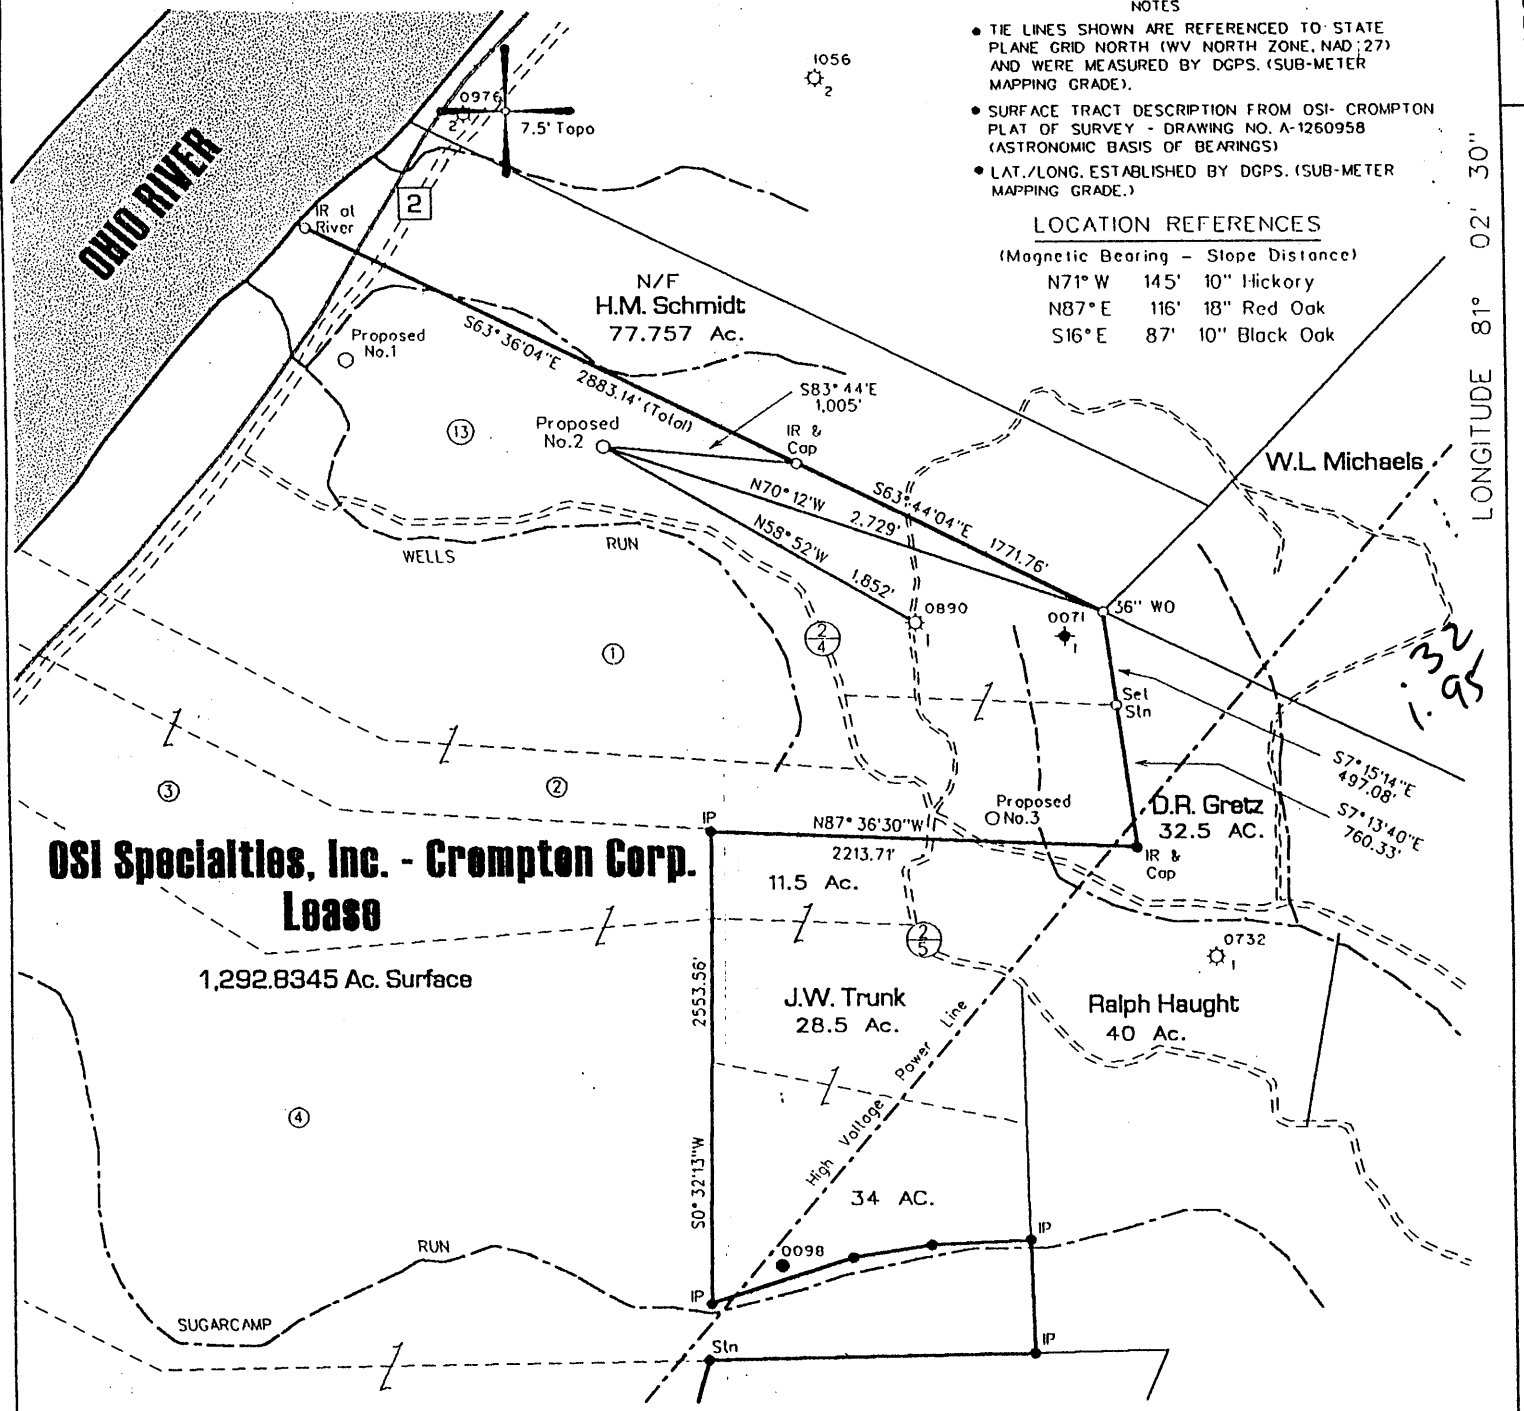 NOTES
• TIE LINES SHOWN ARE REFERENCED TO STATE
PLANE GRID NORTH (WV NORTH ZONE, NAD '27)
AND WERE MEASURED BY DGPS. (SUB-METER
MAPPING GRADE).
• SURFACE TRACT DESCRIPTION FROM OSI- CROMPTON
PLAT OF SURVEY - DRAWING NO. A-1260958
(ASTRONOMIC BASIS OF BEARINGS)
• LAT./LONG. ESTABLISHED BY DGPS. (SUB-METER
MAPPING GRADE.)
LOCATION REFERENCES
(Magnetic Bearing - Slope Distance)
N71° W 145' 10" Hickory
N87° E 116' 18" Red Oak
S16° E 87' 10" Black Oak
LONGITUDE 81° 02' 30"
1056
2
0976
2
7.5' Topo
OHIO RIVER
2
IR at
River
N/F
H.M. Schmidt
77.757 Ac.
Proposed
No.1
S63° 36'04"E 2883.14' (Total)
S83° 44'E
1,005'
Proposed
No.2
IR &
Cap
13
W.L. Michaels
N70° 12'W 2.729'
S63° 44'04"E 1771.76'
N58° 52'W 1.852'
WELLS RUN
0890
1
36" WO
0071
1
2
4
1
1.32
.95
Set
Stn
S7° 15'14"E
497.08'
S7° 13'40"E
760.33'
3
2
Proposed
No.3
D.R. Gretz
32.5 AC.
IP
N87° 36'30"W
2213.71'
IR &
Cap
OSI Specialties, Inc. - Crompton Corp.
Lease
1,292.8345 Ac. Surface
11.5 Ac.
2
5
0732
1
2553.56'
S0° 32'13"W
J.W. Trunk
28.5 Ac.
Ralph Haught
40 Ac.
High Voltage Power Line
4
34 AC.
IP
0098
RUN
SUGARCAMP
IP
Stn
IP